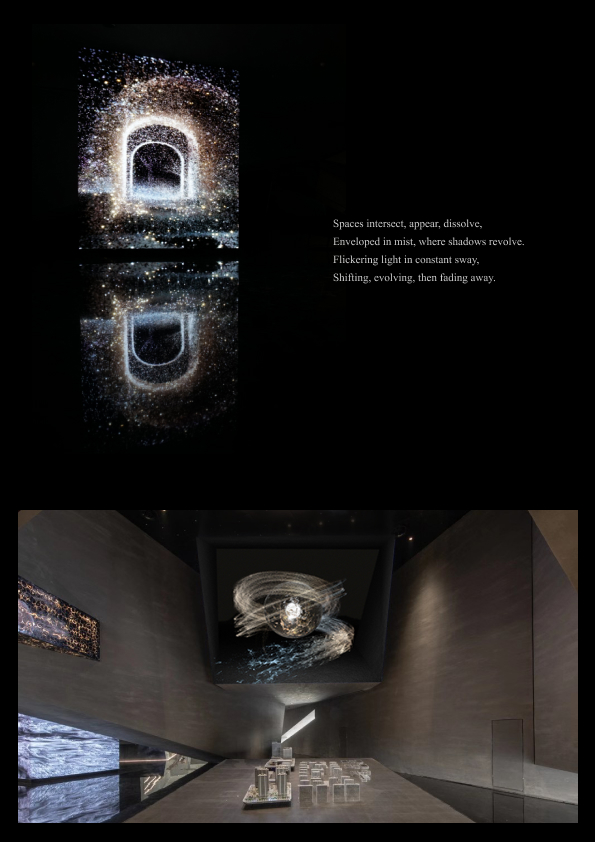 Spaces intersect, appear, dissolve,
Enveloped in mist, where shadows revolve.
Flickering light in constant sway,
Shifting, evolving, then fading away.